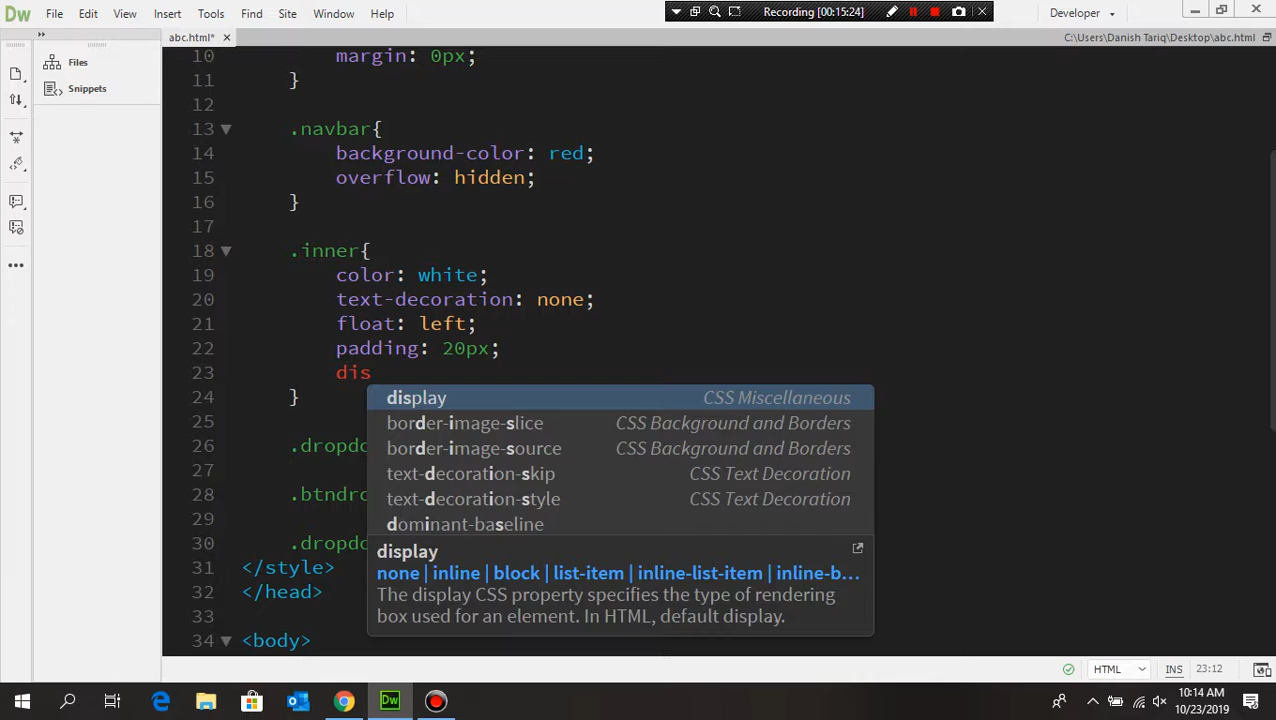 Dw File Edit View Insert Tools Find Site Window Help Recording [00:15:24] Developer
abc.html* C:\Users\Danish Tariq\Desktop\abc.html
Files
Snippets
10 margin: 0px;
11 }
12
13 .navbar{
14 background-color: red;
15 overflow: hidden;
16 }
17
18 .inner{
19 color: white;
20 text-decoration: none;
21 float: left;
22 padding: 20px;
23 dis
24 }
display CSS Miscellaneous
25 border-image-slice CSS Background and Borders
26 .dropdo border-image-source CSS Background and Borders
27 text-decoration-skip CSS Text Decoration
28 .btndro text-decoration-style CSS Text Decoration
29 dominant-baseline
30 .dropdo display
31 </style> none | inline | block | list-item | inline-list-item | inline-b...
32 </head> The display CSS property specifies the type of rendering
33 box used for an element. In HTML, default display.
34 <body>
HTML INS 23:12
10:14 AM
Dw 10/23/2019